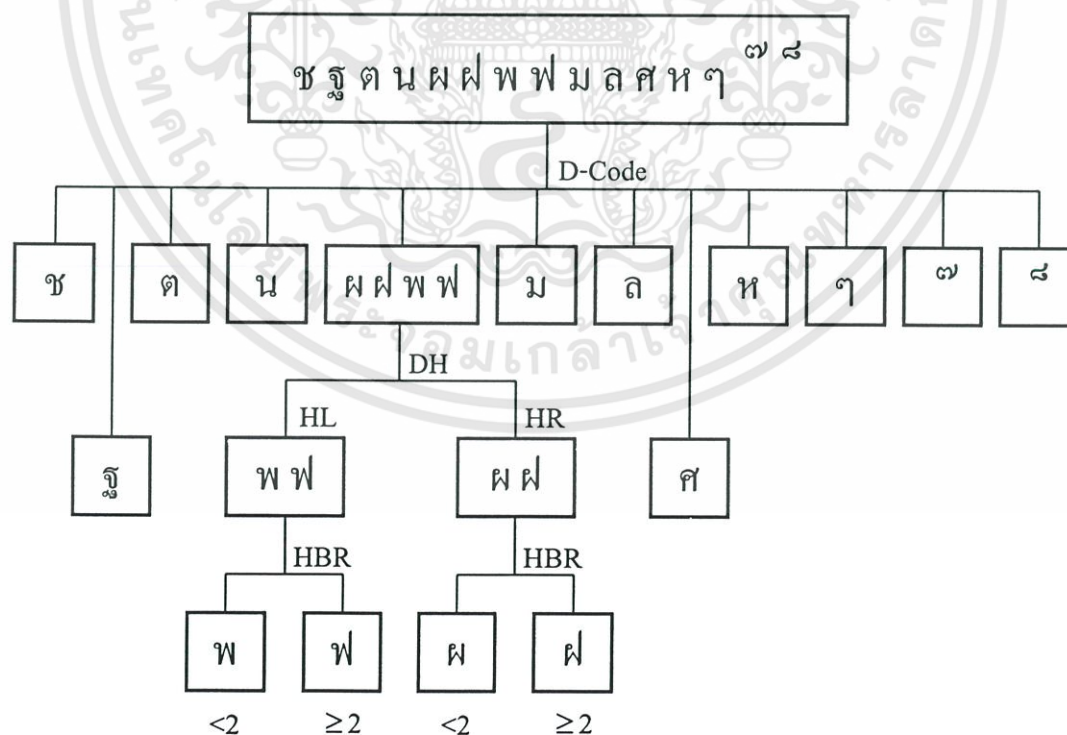 ช ฐ ต น ผ ฝ พ ฟ ม ล ศ ห ๆ ๗ ๘
D-Code
ช ต น ผ ฝ พ ฟ ม ล ห ๆ ๗ ๘
DH
HL HR
ฐ พ ฟ ผ ฝ ศ
HBR HBR
พ ฟ ผ ฝ
<2 ≥2 <2 ≥2